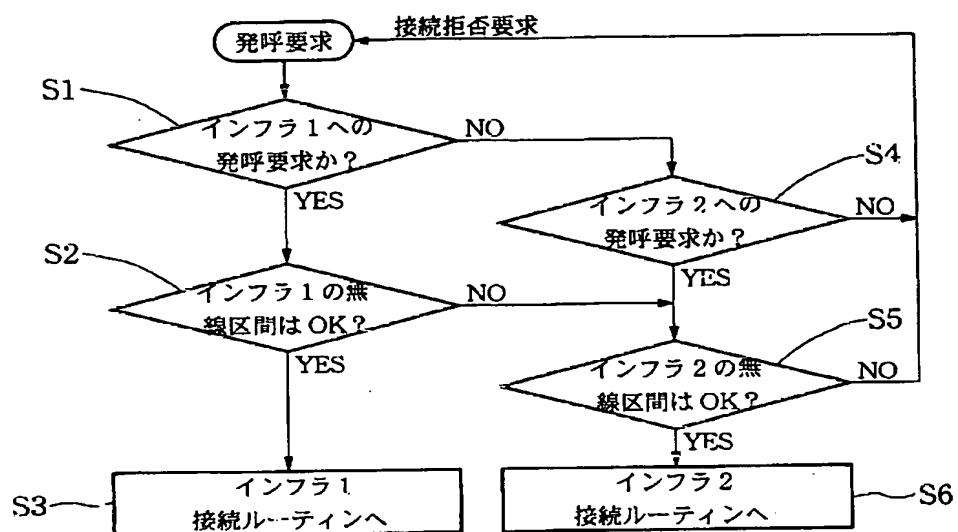 接続拒否要求
発呼要求
S1
インフラ1への
発呼要求か?
NO
YES
S4
インフラ2への
発呼要求か?
NO
YES
S2
インフラ1の無
線区間はOK?
NO
YES
S5
インフラ2の無
線区間はOK?
NO
YES
S3
インフラ1
接続ルーティンへ
インフラ2
接続ルーティンへ
S6